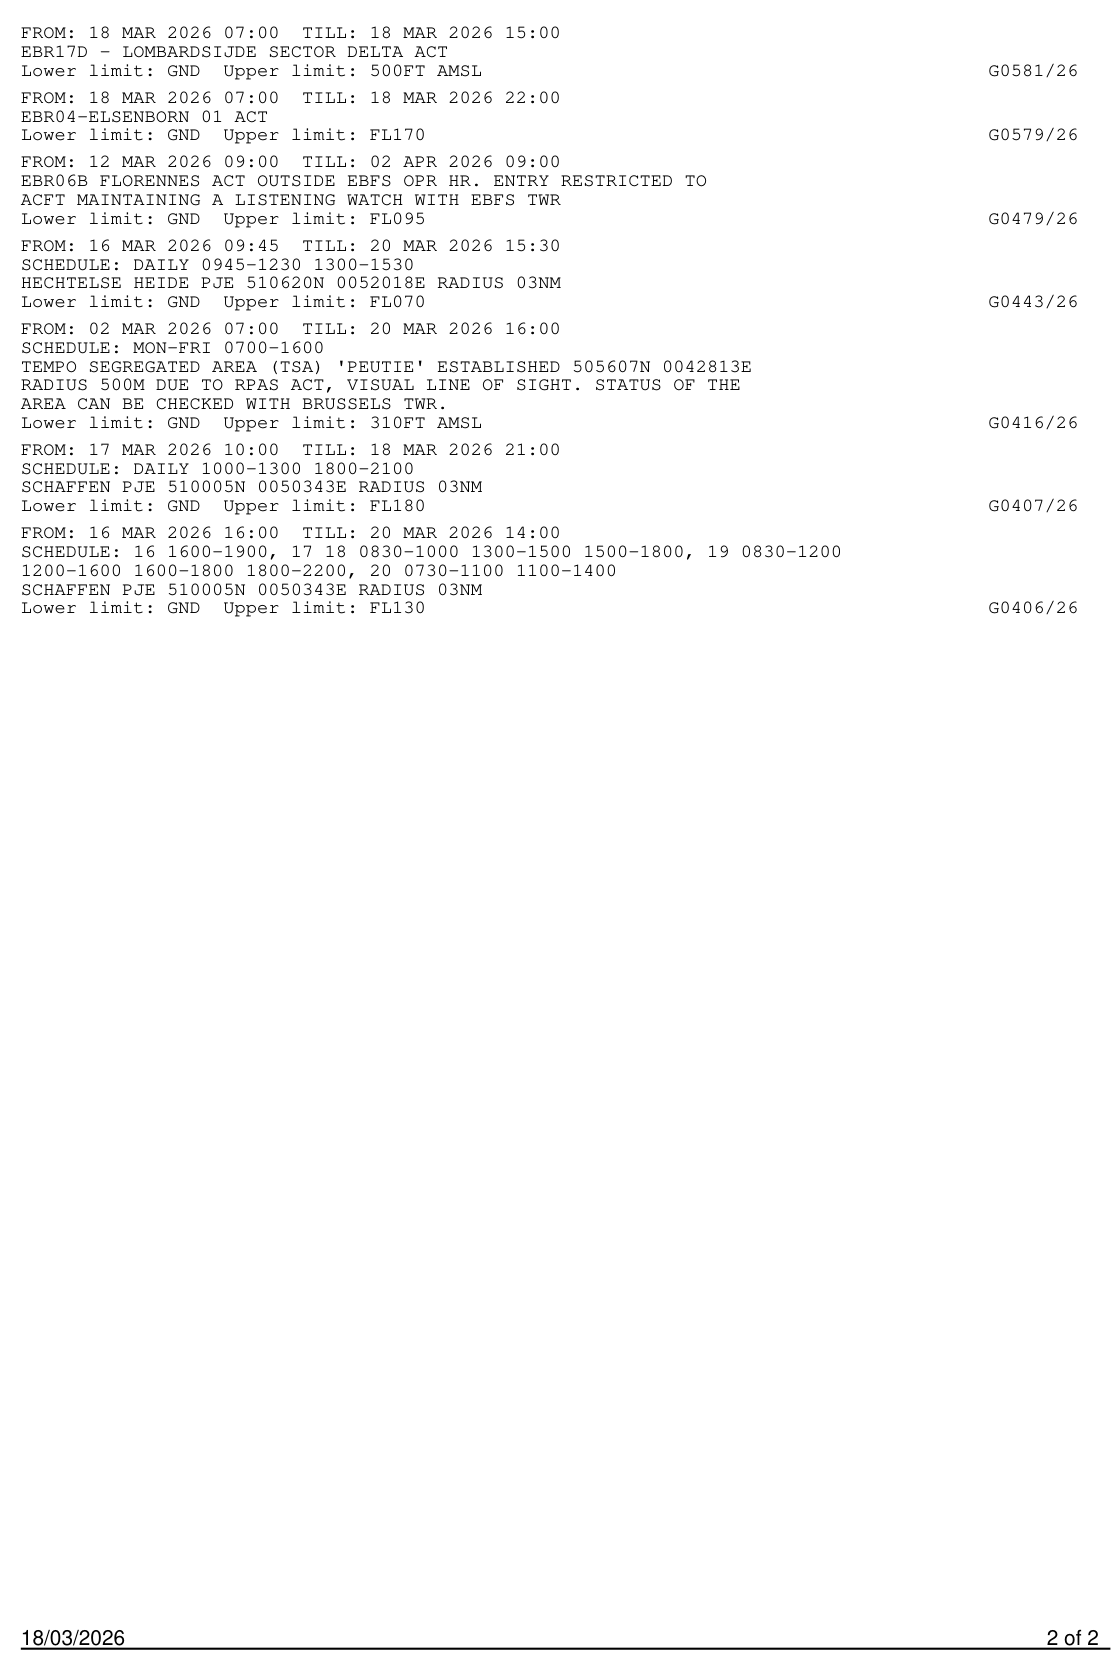 FROM: 18 MAR 2026 07:00  TILL: 18 MAR 2026 15:00
EBR17D - LOMBARDSIJDE SECTOR DELTA ACT
Lower limit: GND  Upper limit: 500FT AMSL G0581/26
FROM: 18 MAR 2026 07:00  TILL: 18 MAR 2026 22:00
EBR04-ELSENBORN 01 ACT
Lower limit: GND  Upper limit: FL170 G0579/26
FROM: 12 MAR 2026 09:00  TILL: 02 APR 2026 09:00
EBR06B FLORENNES ACT OUTSIDE EBFS OPR HR. ENTRY RESTRICTED TO
ACFT MAINTAINING A LISTENING WATCH WITH EBFS TWR
Lower limit: GND  Upper limit: FL095 G0479/26
FROM: 16 MAR 2026 09:45  TILL: 20 MAR 2026 15:30
SCHEDULE: DAILY 0945-1230 1300-1530
HECHTELSE HEIDE PJE 510620N 0052018E RADIUS 03NM
Lower limit: GND  Upper limit: FL070 G0443/26
FROM: 02 MAR 2026 07:00  TILL: 20 MAR 2026 16:00
SCHEDULE: MON-FRI 0700-1600
TEMPO SEGREGATED AREA (TSA) 'PEUTIE' ESTABLISHED 505607N 0042813E
RADIUS 500M DUE TO RPAS ACT, VISUAL LINE OF SIGHT. STATUS OF THE
AREA CAN BE CHECKED WITH BRUSSELS TWR.
Lower limit: GND  Upper limit: 310FT AMSL G0416/26
FROM: 17 MAR 2026 10:00  TILL: 18 MAR 2026 21:00
SCHEDULE: DAILY 1000-1300 1800-2100
SCHAFFEN PJE 510005N 0050343E RADIUS 03NM
Lower limit: GND  Upper limit: FL180 G0407/26
FROM: 16 MAR 2026 16:00  TILL: 20 MAR 2026 14:00
SCHEDULE: 16 1600-1900, 17 18 0830-1000 1300-1500 1500-1800, 19 0830-1200
1200-1600 1600-1800 1800-2200, 20 0730-1100 1100-1400
SCHAFFEN PJE 510005N 0050343E RADIUS 03NM
Lower limit: GND  Upper limit: FL130 G0406/26
18/03/2026 2 of 2